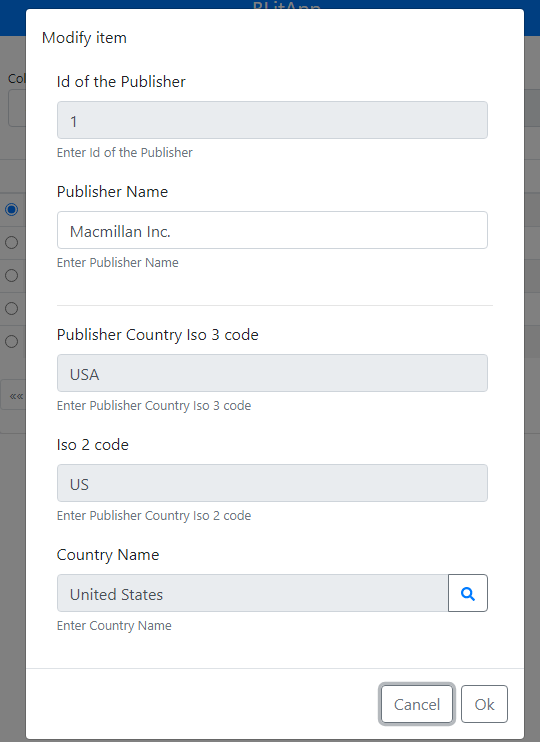 BLitApp
Modify item
Col
Id of the Publisher
1
Enter Id of the Publisher
Publisher Name
Macmillan Inc.
Enter Publisher Name
Publisher Country Iso 3 code
USA
««
Enter Publisher Country Iso 3 code
Iso 2 code
US
Enter Publisher Country Iso 2 code
Country Name
United States
Enter Country Name
Cancel Ok